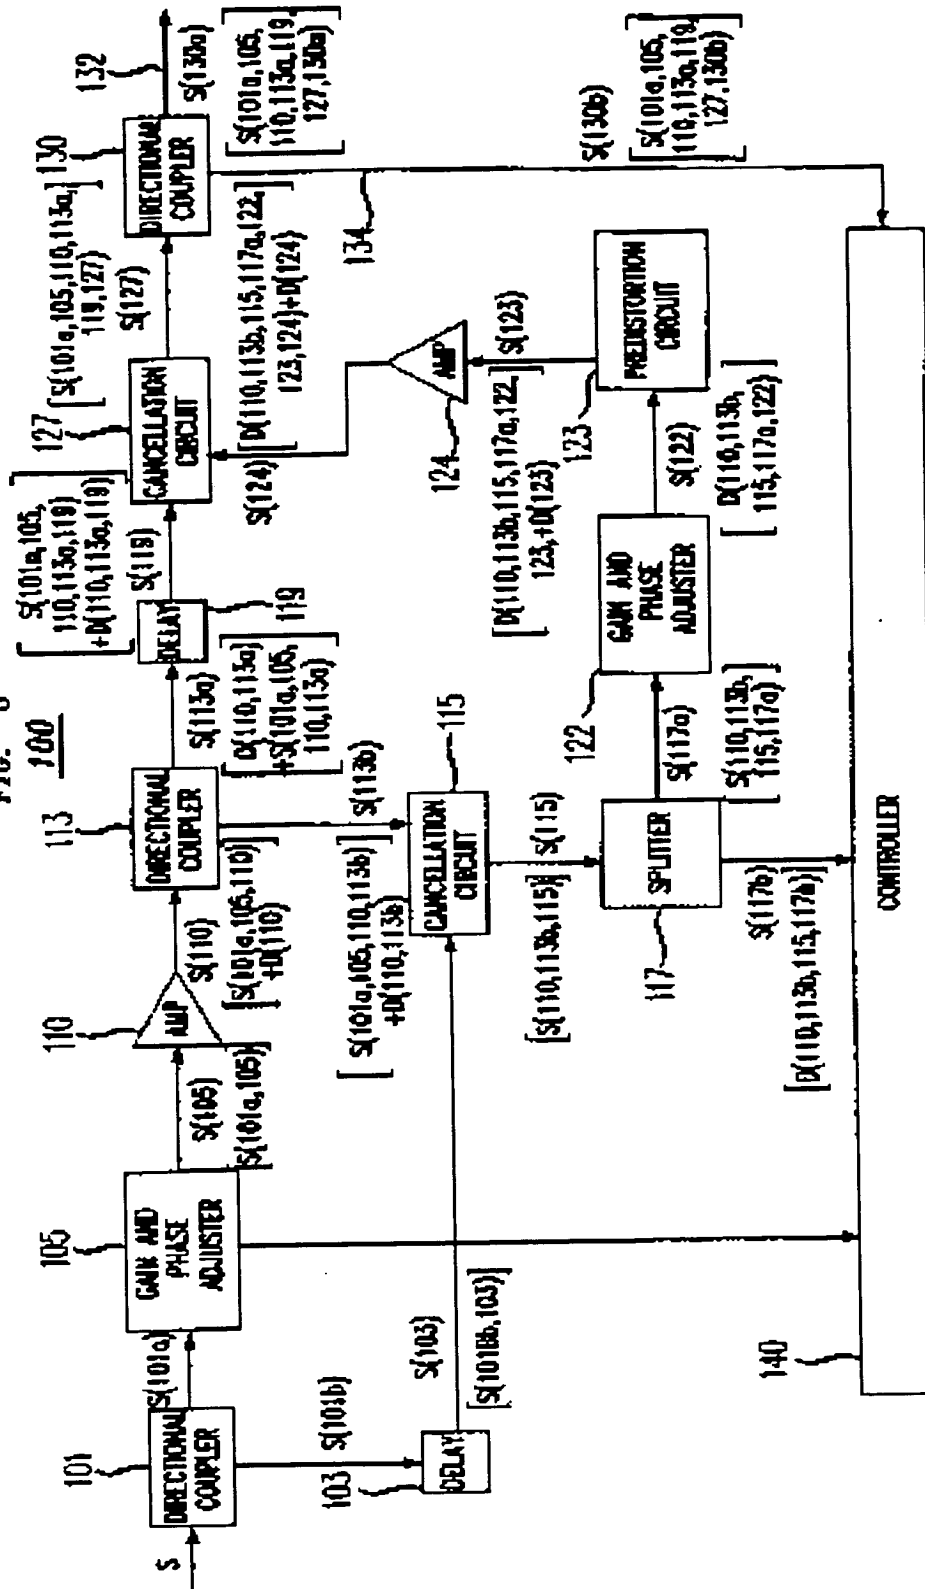 FIG. 6
100
S
101
DIRECTIONAL
COUPLER
S(101a)
S(101b)
103
DELAY
S(103)
[S(101Bb,103)]
105
GAIN AND
PHASE
ADJUSTER
S(105)
[S(101a,105)]
110
AMP
S(110)
[S(101a,105,110)
+D(110)]
113
DIRECTIONAL
COUPLER
S(113a)
[D(110,113a)
+S(101a,105,
110,113a)]
S(113b)
[S(101a,105,110,113b)
+D(110,113b)]
115
CANCELLATION
CIRCUIT
S(115)
[S(110,113b,115)]
117
SPLITTER
S(117a)
[S(110,113b,
115,117a)]
S(117b)
[D(110,113b,115,117b)]
DELAY
119
S(119)
[S(101a,105,
110,113a,119)
+D(110,113a,119)]
122
GAIN AND
PHASE
ADJUSTER
S(122)
[D(110,113b,
115,117a,122)]
123
PREDISTORTION
CIRCUIT
S(123)
[D(110,113b,115,117a,122,
123,+D(123)]
124
AMP
S(124)
[D(110,113b,115,117a,122,
123,124)+D(124)]
127
CANCELLATION
CIRCUIT
S(127)
[S(101a,105,110,113a,
119,127)]
130
DIRECTIONAL
COUPLER
132
S(130a)
[S(101a,105,
110,113a,119,
127,130a)]
134
S(130b)
[S(101a,105,
110,113a,119,
127,130b)]
140
CONTROLLER